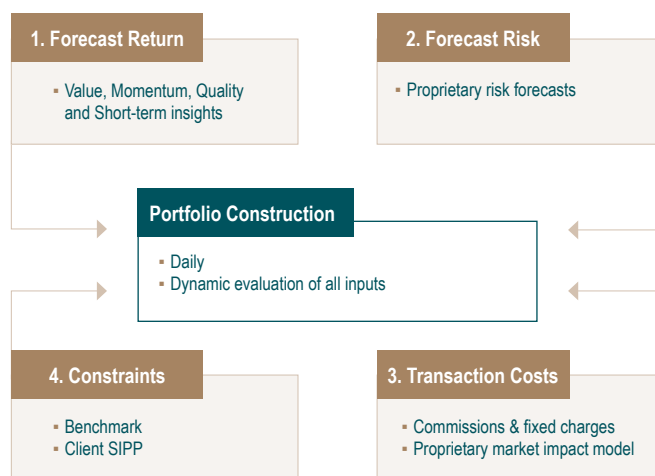 1. Forecast Return
▪ Value, Momentum, Quality
and Short-term insights
2. Forecast Risk
▪ Proprietary risk forecasts
Portfolio Construction
▪ Daily
▪ Dynamic evaluation of all inputs
4. Constraints
▪ Benchmark
▪ Client SIPP
3. Transaction Costs
▪ Commissions & fixed charges
▪ Proprietary market impact model